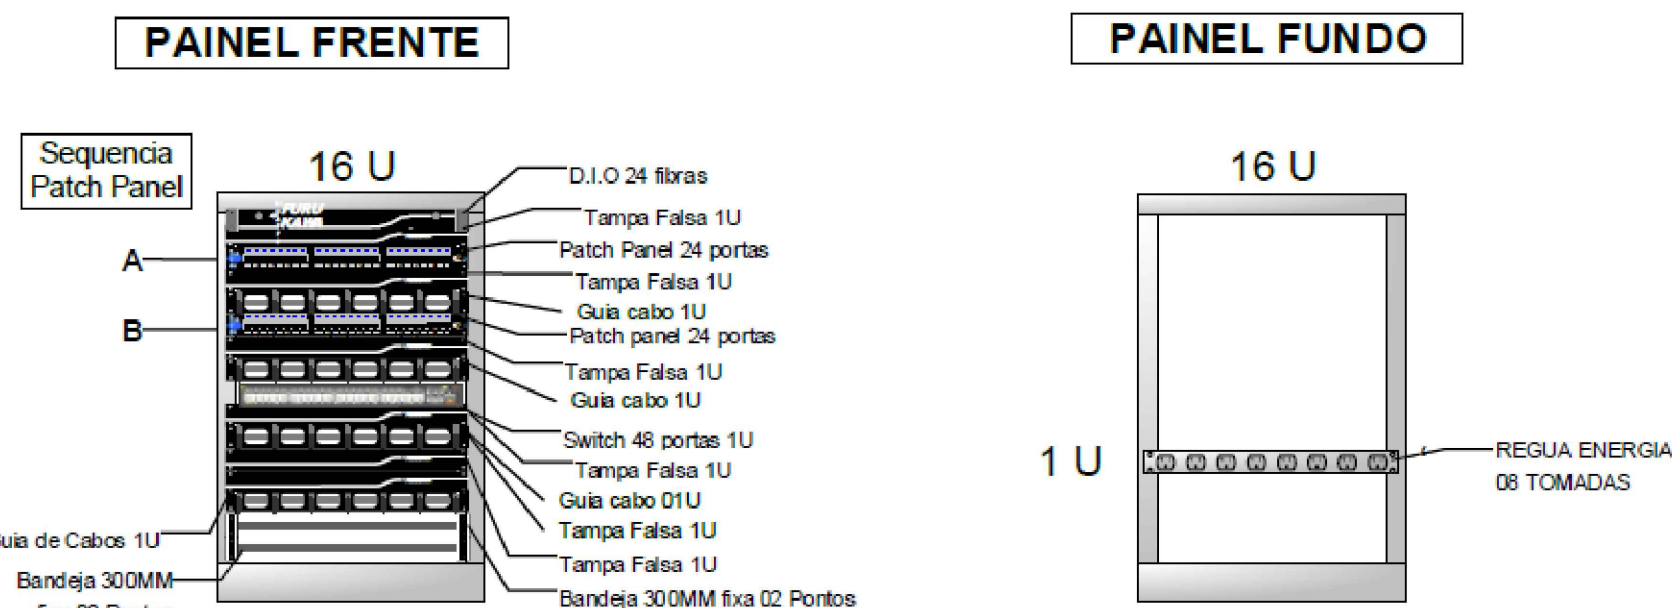 PAINEL FRENTE
PAINEL FUNDO
Sequencia
Patch Panel
16 U
16 U
D.I.O 24 fibras
FURU
KAWA
Tampa Falsa 1U
Patch Panel 24 portas
A
Tampa Falsa 1U
Guia cabo 1U
B
Patch panel 24 portas
Tampa Falsa 1U
Guia cabo 1U
Switch 48 portas 1U
1 U
REGUA ENERGIA
08 TOMADAS
Tampa Falsa 1U
Guia cabo 01U
Tampa Falsa 1U
uia de Cabos 1U
Tampa Falsa 1U
Bandeja 300MM
Bandeja 300MM fixa 02 Pontos